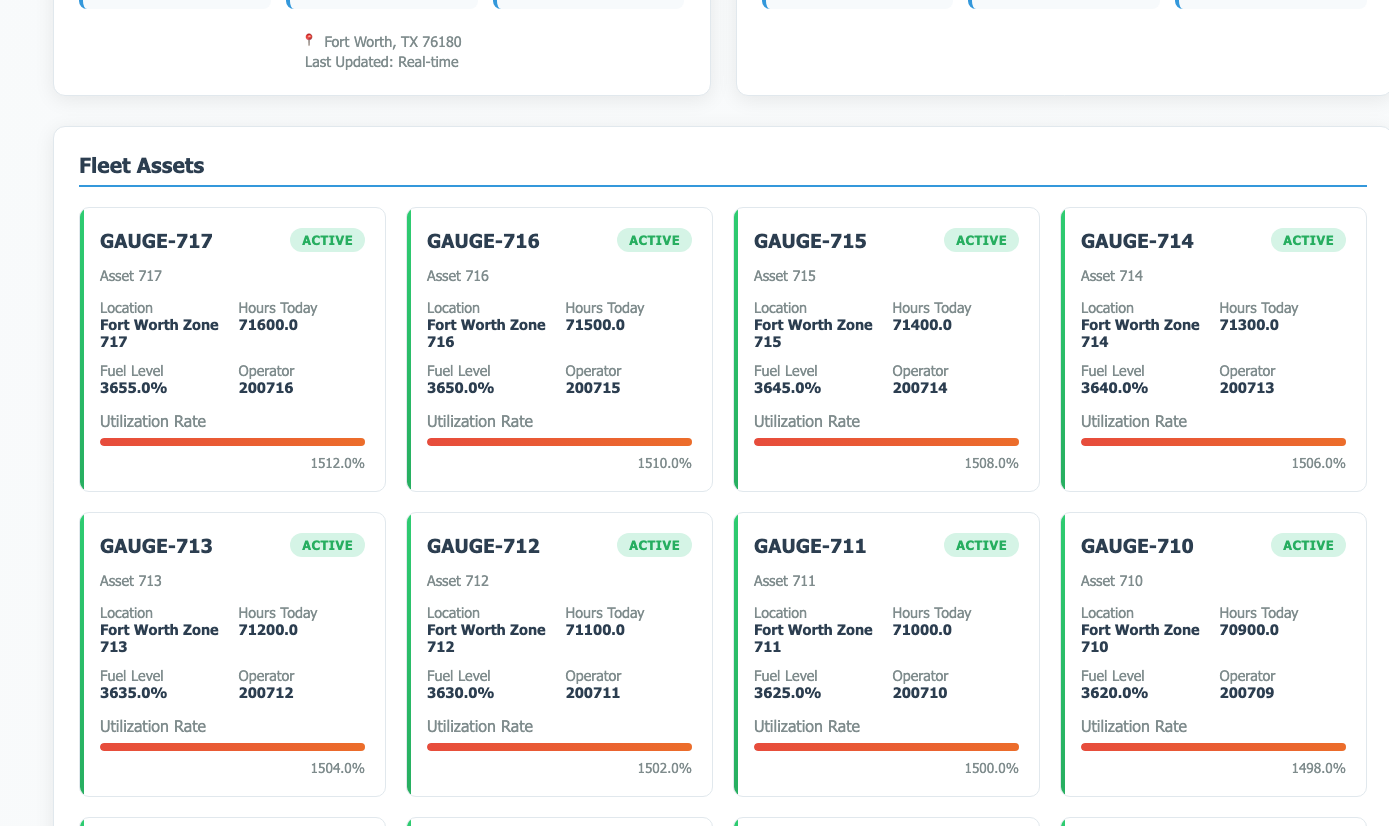 Fort Worth, TX 76180
Last Updated: Real-time
Fleet Assets
GAUGE-717
ACTIVE
Asset 717
Location
Hours Today
Fort Worth Zone
717
71600.0
Fuel Level
Operator
3655.0%
200716
Utilization Rate
1512.0%
GAUGE-716
ACTIVE
Asset 716
Location
Hours Today
Fort Worth Zone
716
71500.0
Fuel Level
Operator
3650.0%
200715
Utilization Rate
1510.0%
GAUGE-715
ACTIVE
Asset 715
Location
Hours Today
Fort Worth Zone
715
71400.0
Fuel Level
Operator
3645.0%
200714
Utilization Rate
1508.0%
GAUGE-714
ACTIVE
Asset 714
Location
Hours Today
Fort Worth Zone
714
71300.0
Fuel Level
Operator
3640.0%
200713
Utilization Rate
1506.0%
GAUGE-713
ACTIVE
Asset 713
Location
Hours Today
Fort Worth Zone
713
71200.0
Fuel Level
Operator
3635.0%
200712
Utilization Rate
1504.0%
GAUGE-712
ACTIVE
Asset 712
Location
Hours Today
Fort Worth Zone
712
71100.0
Fuel Level
Operator
3630.0%
200711
Utilization Rate
1502.0%
GAUGE-711
ACTIVE
Asset 711
Location
Hours Today
Fort Worth Zone
711
71000.0
Fuel Level
Operator
3625.0%
200710
Utilization Rate
1500.0%
GAUGE-710
ACTIVE
Asset 710
Location
Hours Today
Fort Worth Zone
710
70900.0
Fuel Level
Operator
3620.0%
200709
Utilization Rate
1498.0%